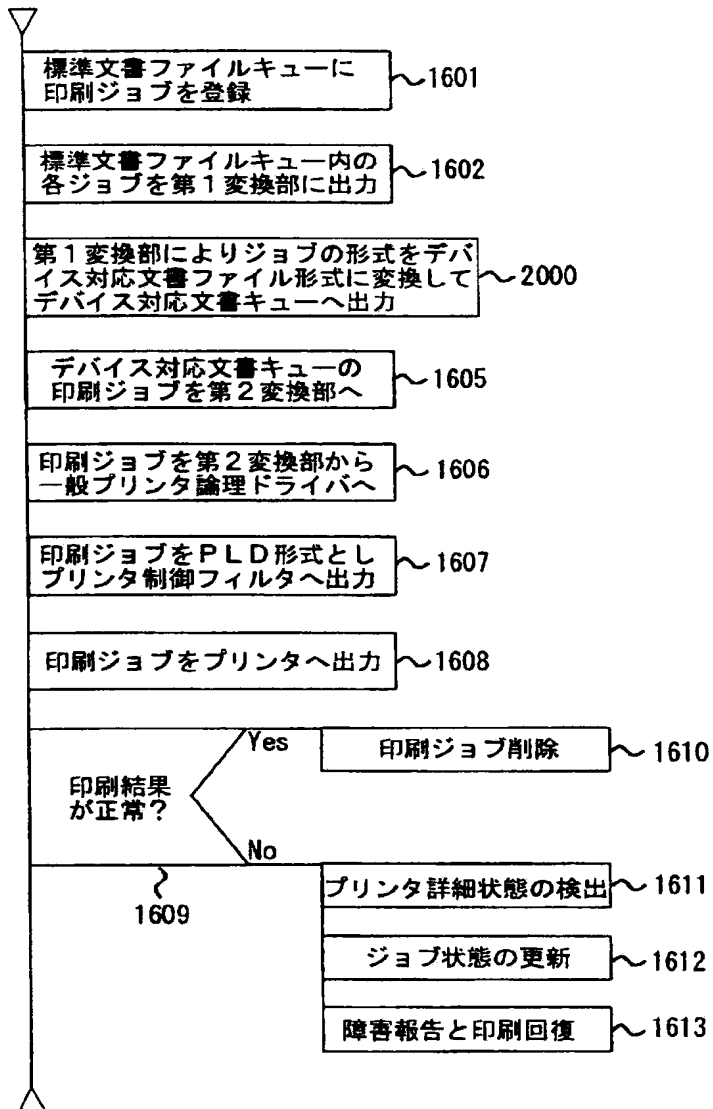 標準文書ファイルキューに
印刷ジョブを登録
1601
標準文書ファイルキュー内の
各ジョブを第1変換部に出力
1602
第1変換部によりジョブの形式をデバ
イス対応文書ファイル形式に変換して
デバイス対応文書キューへ出力
2000
デバイス対応文書キューの
印刷ジョブを第2変換部へ
1605
印刷ジョブを第2変換部から
一般プリンタ論理ドライバへ
1606
印刷ジョブをPLD形式とし
プリンタ制御フィルタへ出力
1607
印刷ジョブをプリンタへ出力
1608
印刷結果
が正常?
1609
Yes
印刷ジョブ削除
1610
No
プリンタ詳細状態の検出
1611
ジョブ状態の更新
1612
障害報告と印刷回復
1613